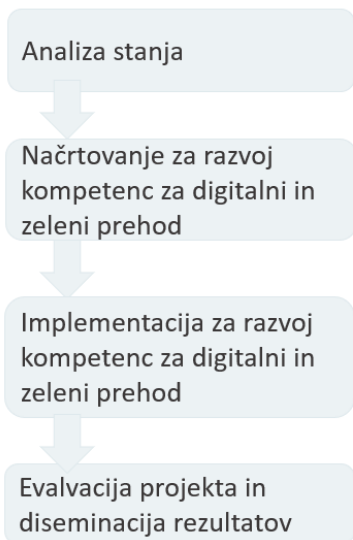 Analiza stanja
Načrtovanje za razvoj
kompetenc za digitalni in
zeleni prehod
Implementacija za razvoj
kompetenc za digitalni in
zeleni prehod
Evalvacija projekta in
diseminacija rezultatov